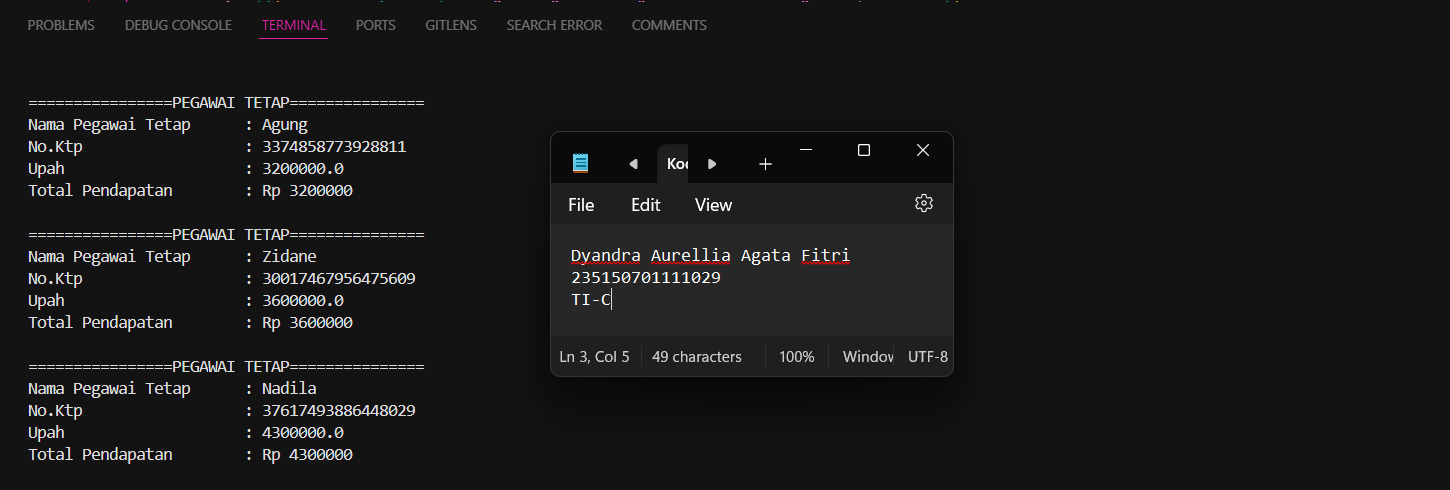 PROBLEMS DEBUG CONSOLE TERMINAL PORTS GITLENS SEARCH ERROR COMMENTS
================PEGAWAI TETAP===============
Nama Pegawai Tetap      : Agung
No.Ktp                  : 3374858773928811
Upah                    : 3200000.0
Total Pendapatan        : Rp 3200000
================PEGAWAI TETAP===============
Nama Pegawai Tetap      : Zidane
No.Ktp                  : 30017467956475609
Upah                    : 3600000.0
Total Pendapatan        : Rp 3600000
================PEGAWAI TETAP===============
Nama Pegawai Tetap      : Nadila
No.Ktp                  : 37617493886448029
Upah                    : 4300000.0
Total Pendapatan        : Rp 4300000
File Edit View
Dyandra Aurellia Agata Fitri
235150701111029
TI-C
Ln 3, Col 5 49 characters 100% UTF-8